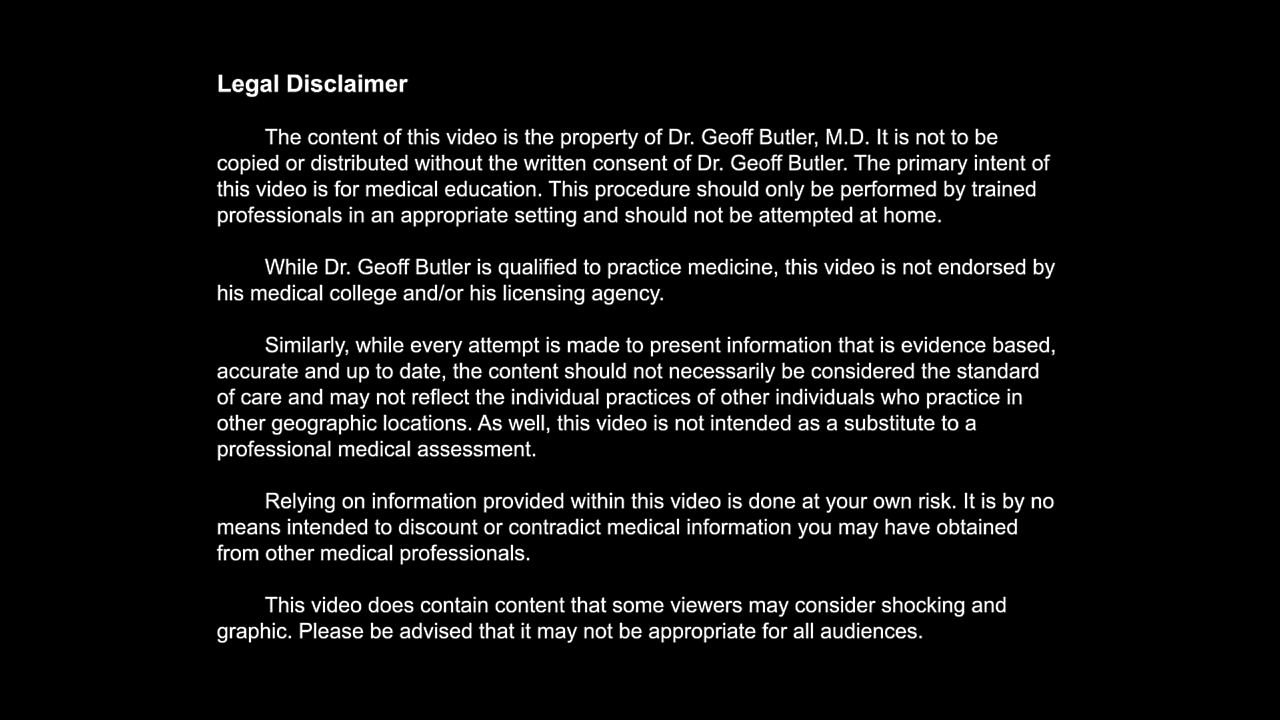 Legal Disclaimer
The content of this video is the property of Dr. Geoff Butler, M.D. It is not to be
copied or distributed without the written consent of Dr. Geoff Butler. The primary intent of
this video is for medical education. This procedure should only be performed by trained
professionals in an appropriate setting and should not be attempted at home.
While Dr. Geoff Butler is qualified to practice medicine, this video is not endorsed by
his medical college and/or his licensing agency.
Similarly, while every attempt is made to present information that is evidence based,
accurate and up to date, the content should not necessarily be considered the standard
of care and may not reflect the individual practices of other individuals who practice in
other geographic locations. As well, this video is not intended as a substitute to a
professional medical assessment.
Relying on information provided within this video is done at your own risk. It is by no
means intended to discount or contradict medical information you may have obtained
from other medical professionals.
This video does contain content that some viewers may consider shocking and
graphic. Please be advised that it may not be appropriate for all audiences.